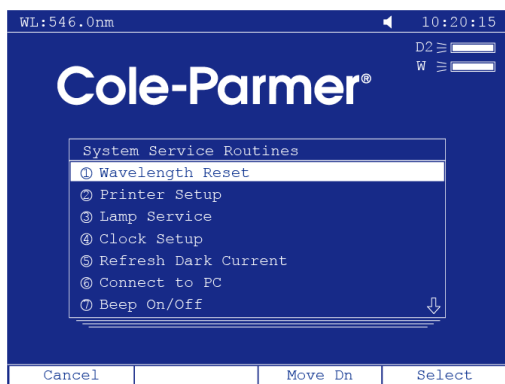 WL:546.0nm 10:20:15
D2
W
Cole-Parmer®
System Service Routines
① Wavelength Reset
② Printer Setup
③ Lamp Service
④ Clock Setup
⑤ Refresh Dark Current
⑥ Connect to PC
⑦ Beep On/Off
Cancel Move Dn Select